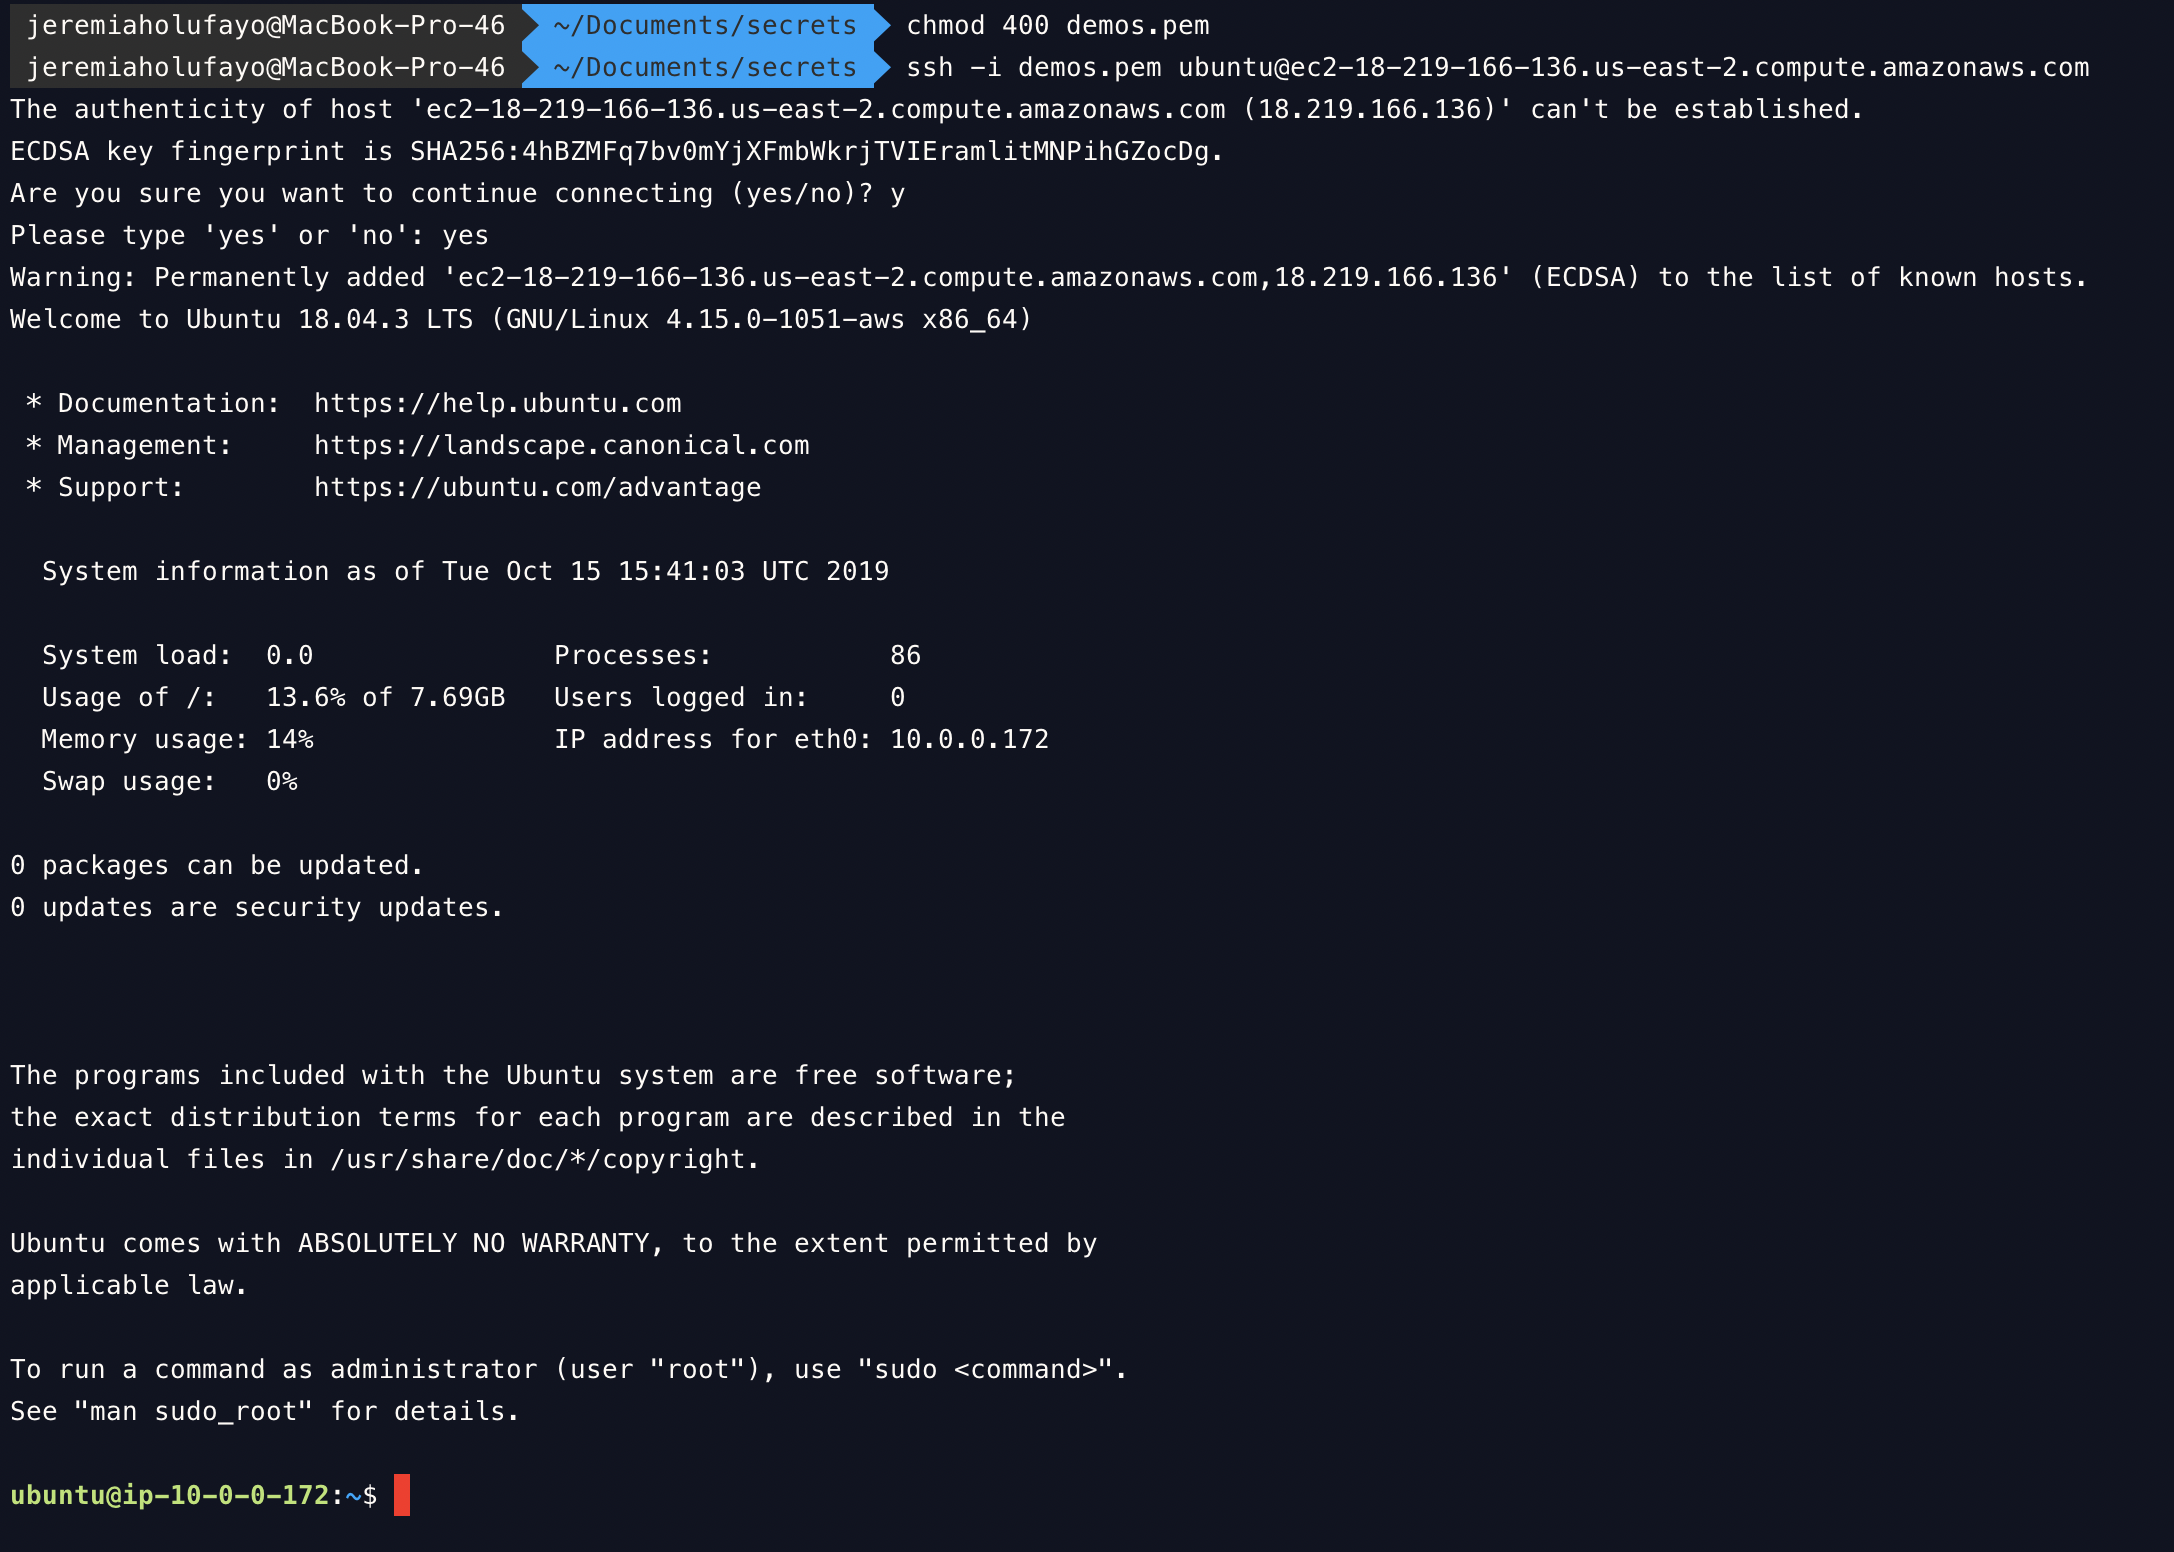 jeremiaholufayo@MacBook-Pro-46 ~/Documents/secrets chmod 400 demos.pem
jeremiaholufayo@MacBook-Pro-46 ~/Documents/secrets ssh -i demos.pem ubuntu@ec2-18-219-166-136.us-east-2.compute.amazonaws.com
The authenticity of host 'ec2-18-219-166-136.us-east-2.compute.amazonaws.com (18.219.166.136)' can't be established.
ECDSA key fingerprint is SHA256:4hBZMFq7bv0mYjXFmbWkrjTVIEramlitMNPihGZocDg.
Are you sure you want to continue connecting (yes/no)? y
Please type 'yes' or 'no': yes
Warning: Permanently added 'ec2-18-219-166-136.us-east-2.compute.amazonaws.com,18.219.166.136' (ECDSA) to the list of known hosts.
Welcome to Ubuntu 18.04.3 LTS (GNU/Linux 4.15.0-1051-aws x86_64)
* Documentation:  https://help.ubuntu.com
* Management:     https://landscape.canonical.com
* Support:        https://ubuntu.com/advantage
System information as of Tue Oct 15 15:41:03 UTC 2019
System load:  0.0               Processes:           86
Usage of /:   13.6% of 7.69GB   Users logged in:     0
Memory usage: 14%               IP address for eth0: 10.0.0.172
Swap usage:   0%
0 packages can be updated.
0 updates are security updates.
The programs included with the Ubuntu system are free software;
the exact distribution terms for each program are described in the
individual files in /usr/share/doc/*/copyright.
Ubuntu comes with ABSOLUTELY NO WARRANTY, to the extent permitted by
applicable law.
To run a command as administrator (user "root"), use "sudo <command>".
See "man sudo_root" for details.
ubuntu@ip-10-0-0-172:~$